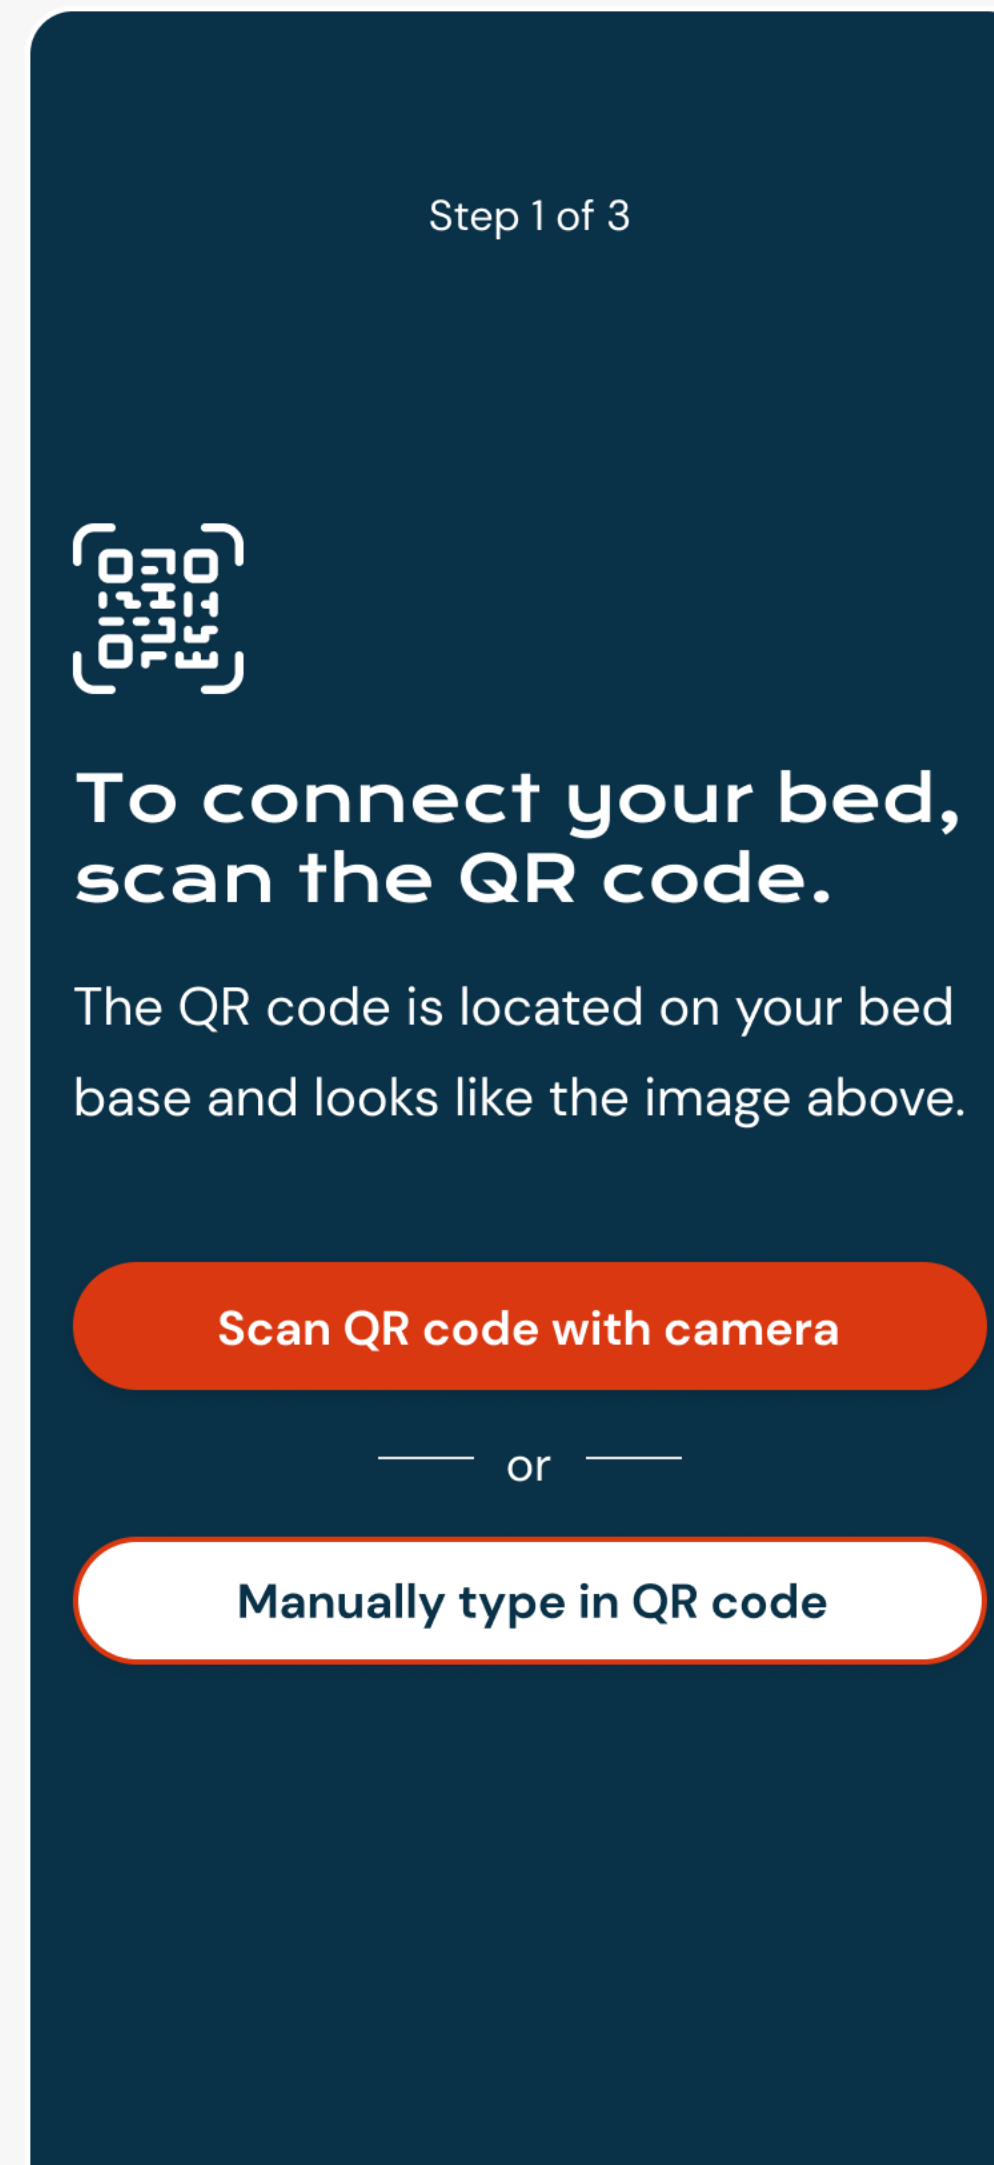 Step 1 of 3
To connect your bed,
scan the QR code.
The QR code is located on your bed
base and looks like the image above.
Scan QR code with camera
or
Manually type in QR code